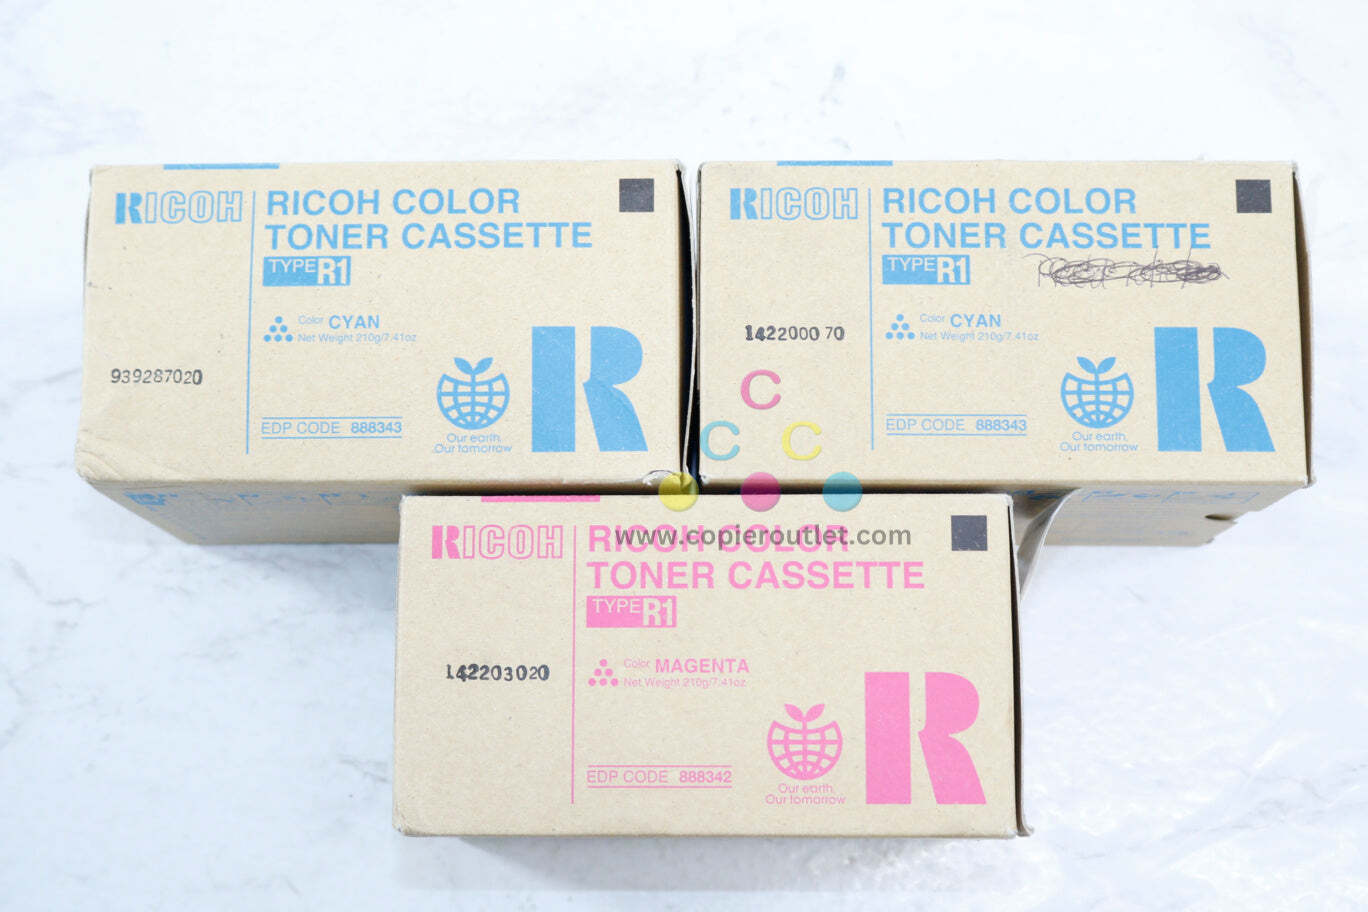 RICOH
RICOH COLOR
TONER CASSETTE
TYPE R1
Color CYAN
Net Weight 210g/7.41oz
939287020
EDP CODE 888343
Our earth,
Our tomorrow
R
RICOH
RICOH COLOR
TONER CASSETTE
TYPE R1
Color CYAN
Net Weight 210g/7.41oz
142200070
EDP CODE 888343
Our earth,
Our tomorrow
R
C
C C
www.copieroutlet.com
RICOH
RICOH COLOR
TONER CASSETTE
TYPE R1
Color MAGENTA
Net Weight 210g/7.41oz
142203020
EDP CODE 888342
Our earth,
Our tomorrow
R